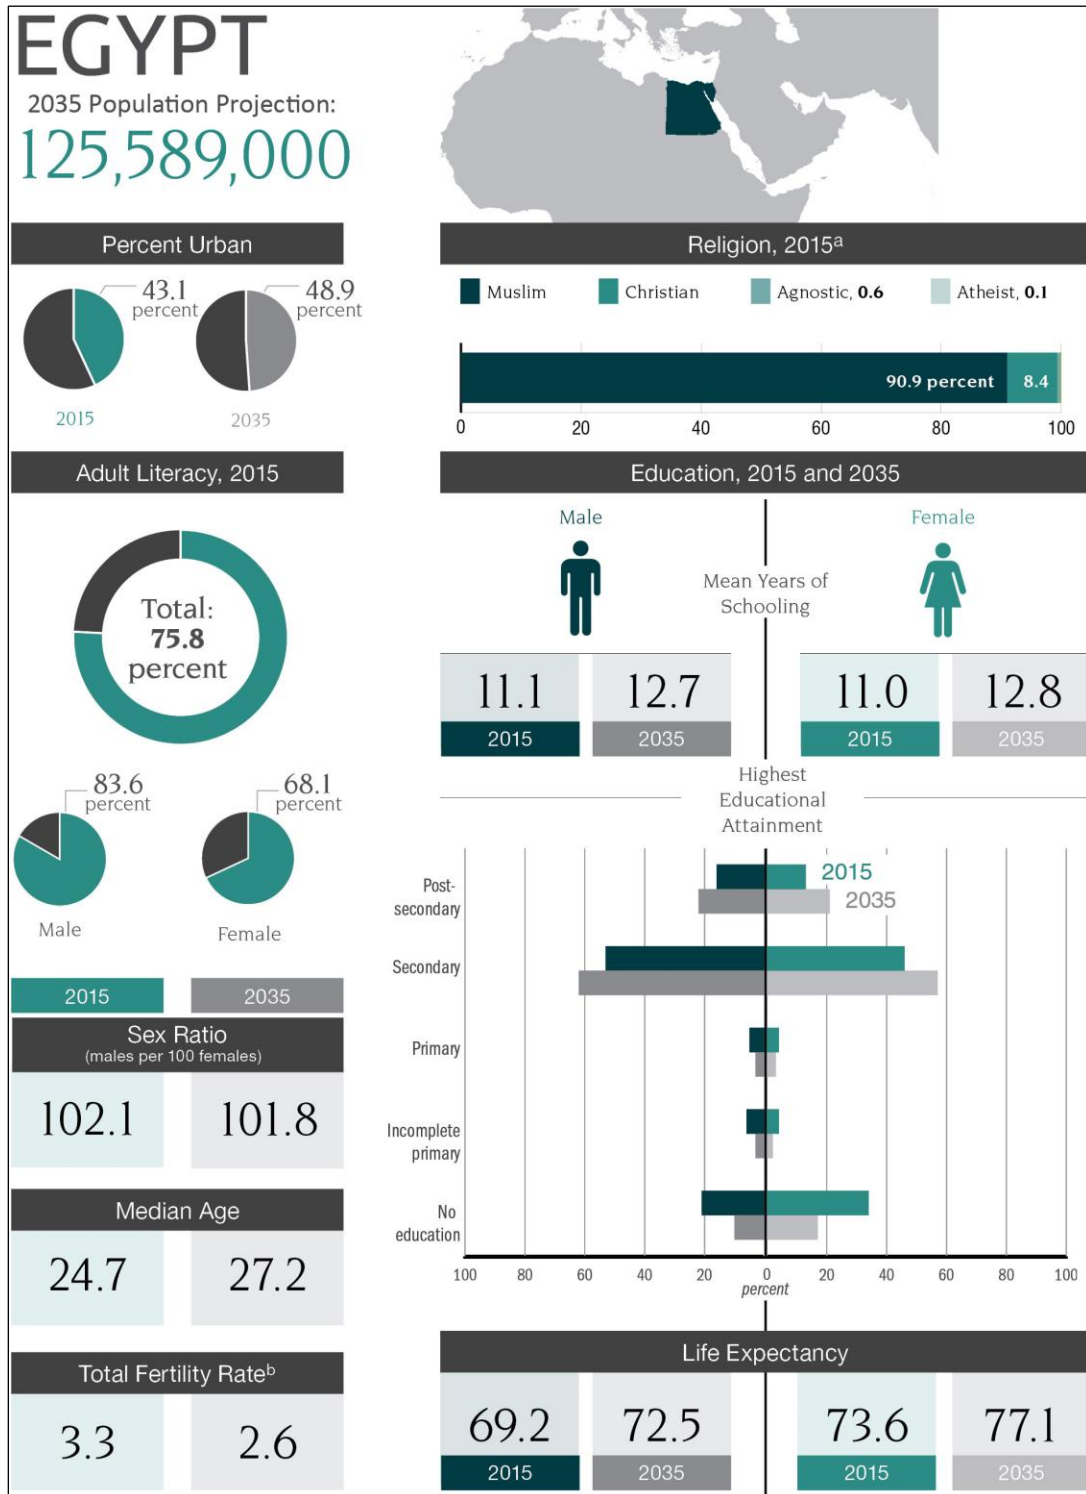 EGYPT
2035 Population Projection:
125,589,000
Percent Urban
43.1
percent
48.9
percent
2015
2035
Religion, 2015a
Muslim
Christian
Agnostic, 0.6
Atheist, 0.1
90.9 percent
8.4
0 20 40 60 80 100
Adult Literacy, 2015
Total:
75.8
percent
83.6
percent
68.1
percent
Male
Female
Education, 2015 and 2035
Male
Female
Mean Years of
Schooling
11.1 12.7 11.0 12.8
2015 2035 2015 2035
Highest
Educational
Attainment
2015
2035
Post-
secondary
Secondary
Primary
Incomplete
primary
No
education
100 80 60 40 20 0 20 40 60 80 100
percent
2015 2035
Sex Ratio
(males per 100 females)
102.1 101.8
Median Age
24.7 27.2
Total Fertility Rateb
3.3 2.6
Life Expectancy
69.2 72.5 73.6 77.1
2015 2035 2015 2035